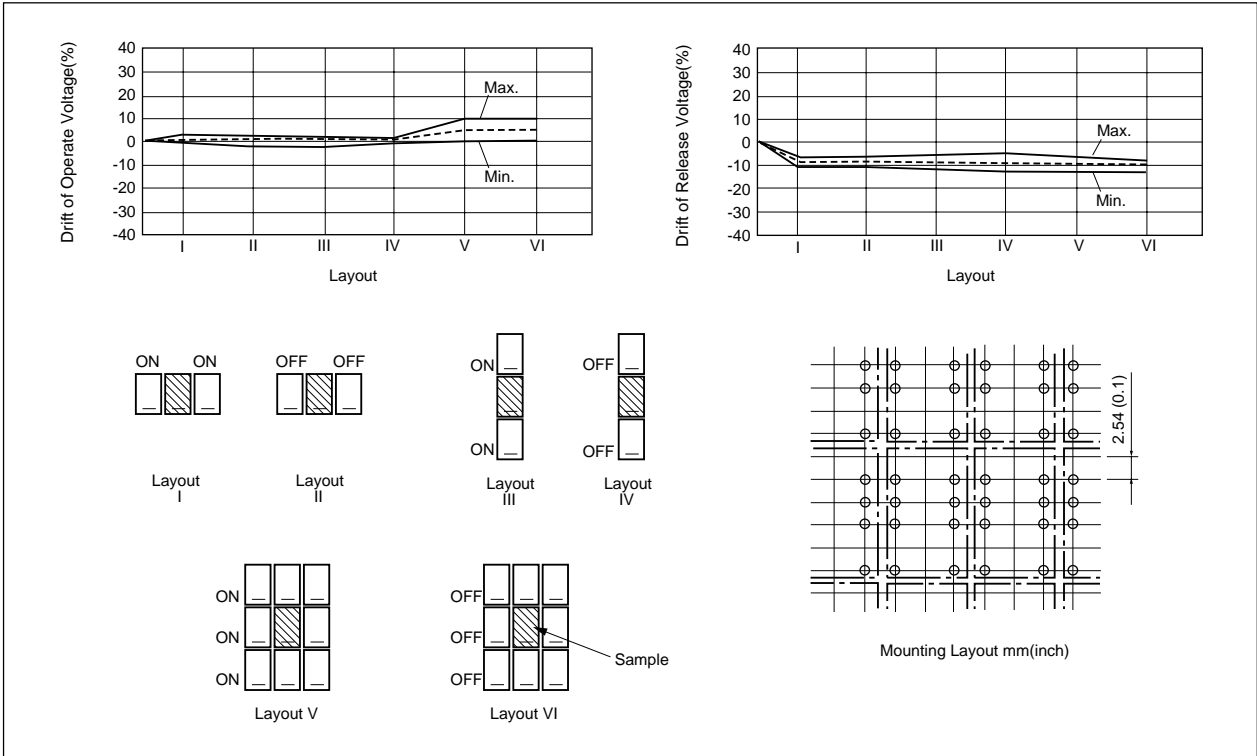 Drift of Operate Voltage(%)
40
30
20
10
0
-10
-20
-30
-40
Max.
Min.
I II III IV V VI
Layout
Drift of Release Voltage(%)
40
30
20
10
0
-10
-20
-30
-40
Max.
Min.
I II III IV V VI
Layout
ON ON
Layout
I
OFF OFF
Layout
II
ON
ON
Layout
III
OFF
OFF
Layout
IV
ON
ON
ON
Layout V
OFF
OFF
OFF
Sample
Layout VI
2.54 (0.1)
Mounting Layout mm(inch)